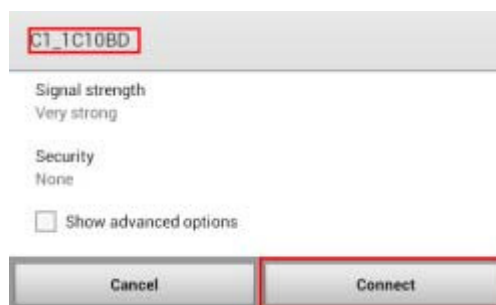 C1_1C10BD
Signal strength
Very strong
Security
None
Show advanced options
Cancel
Connect